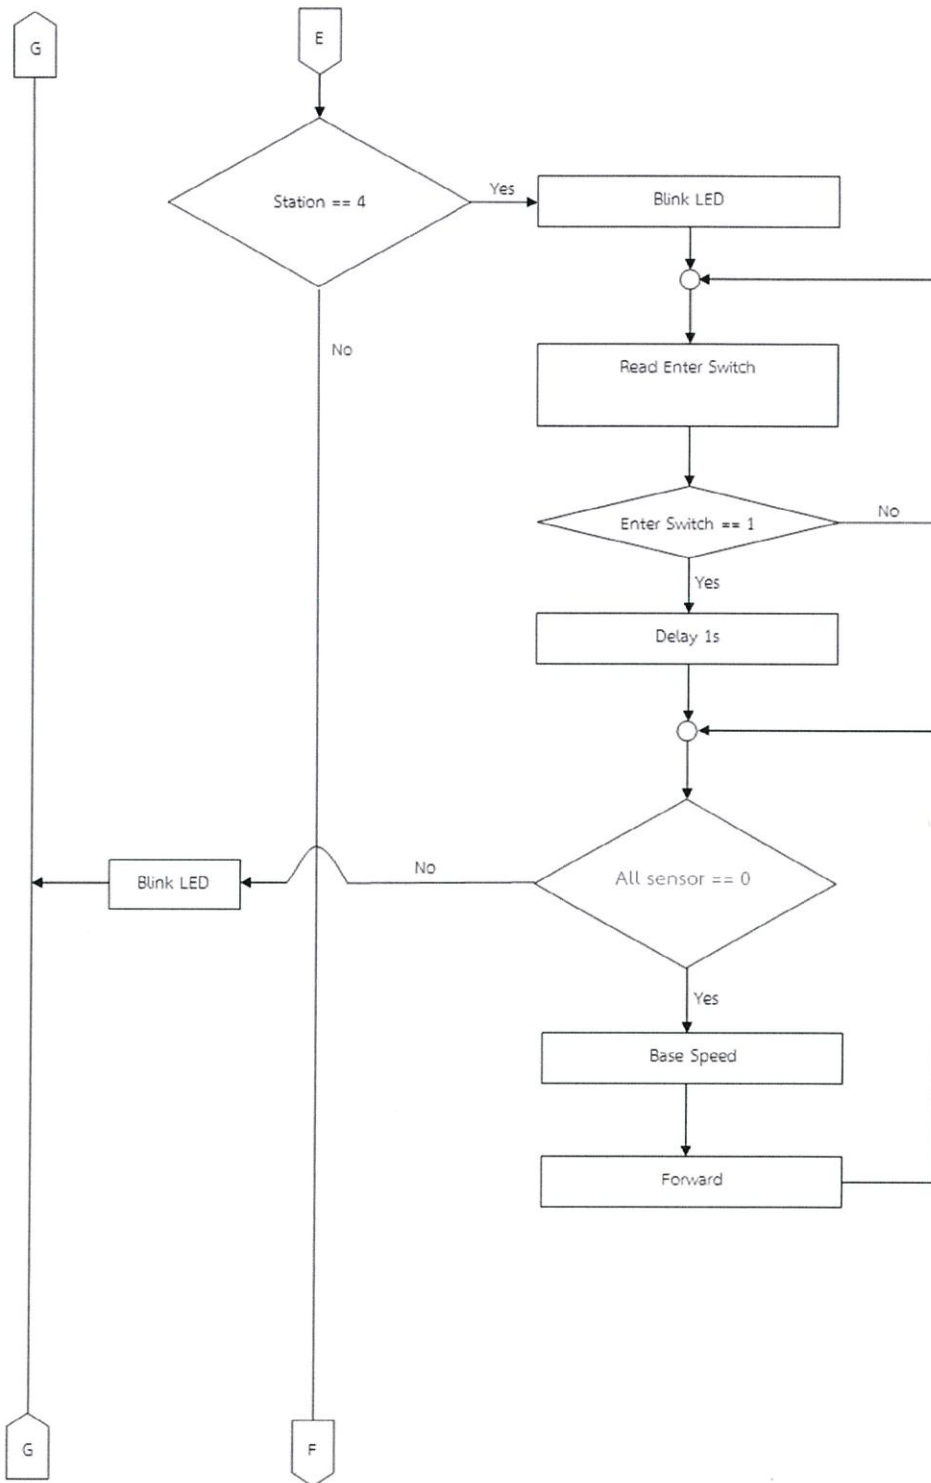 G
E
Station == 4
Yes
Blink LED
No
Read Enter Switch
Enter Switch == 1
No
Yes
Delay 1s
Blink LED
No
All sensor == 0
Yes
Base Speed
Forward
G
F